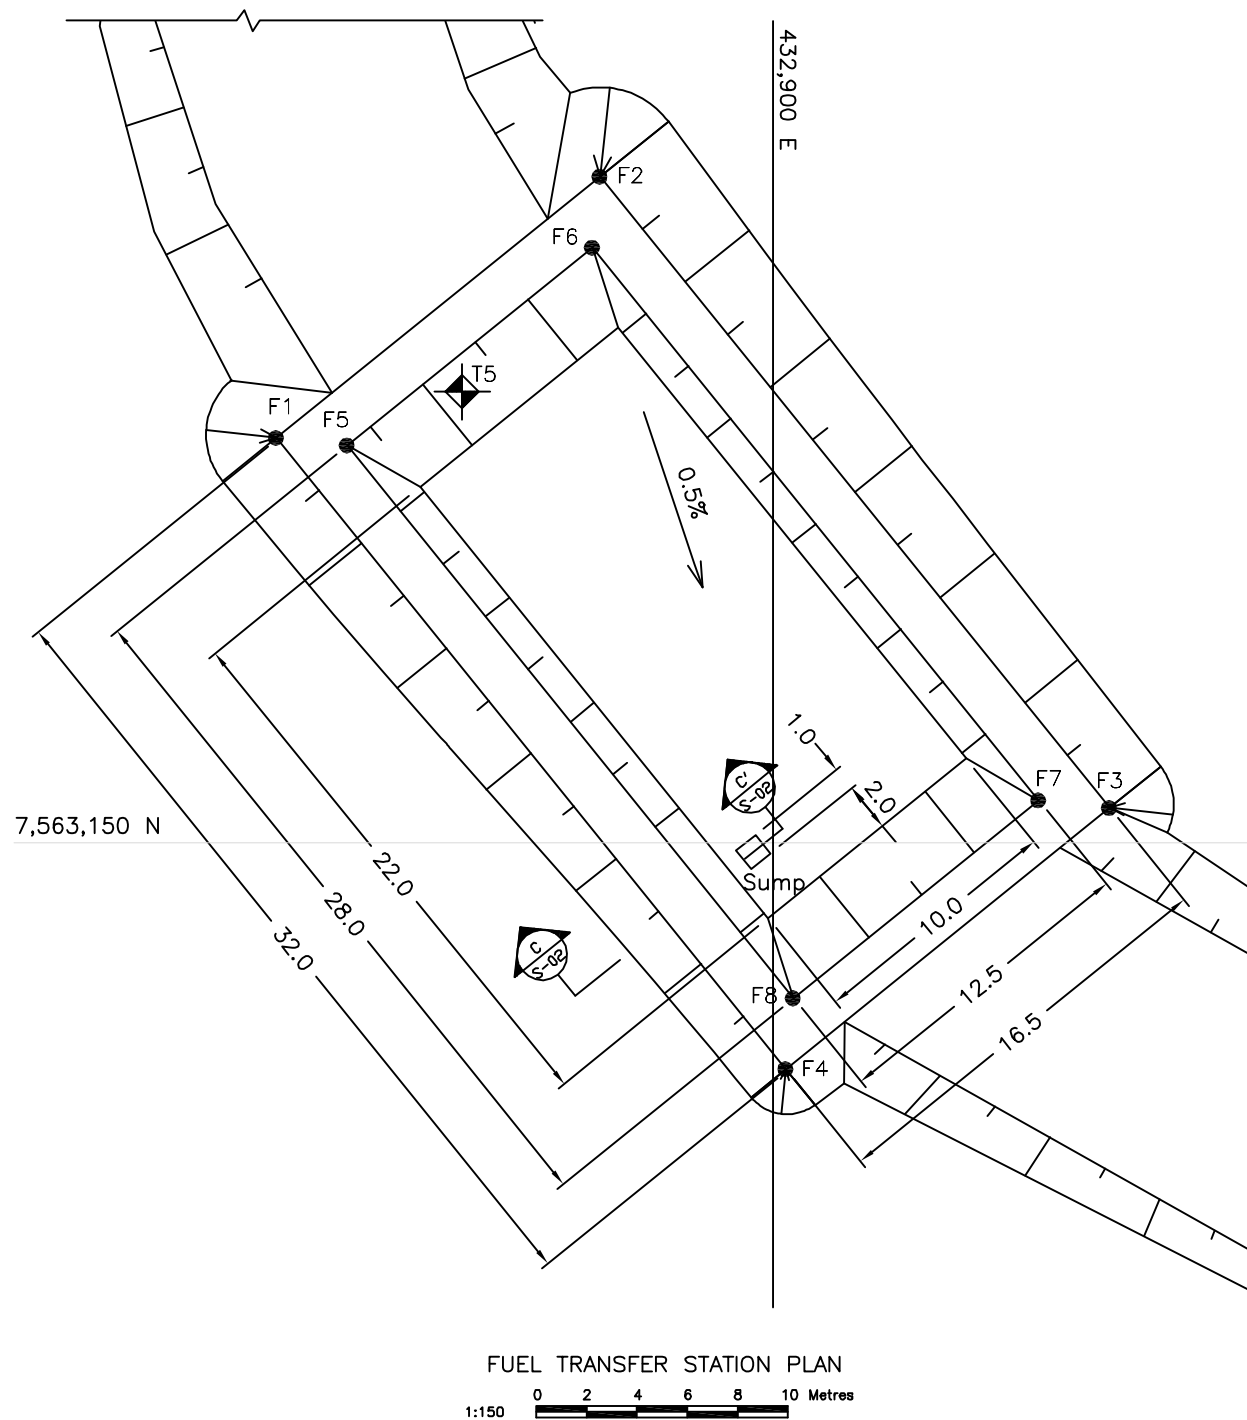 432,900 E
F2
F6
T5
F1
F5
0.5%
1.0
C'
S-02
2.0
F7
F3
7,563,150 N
Sump
22.0
28.0
32.0
10.0
C
S-02
12.5
F8
16.5
F4
FUEL TRANSFER STATION PLAN
0 2 4 6 8 10 Metres
1:150